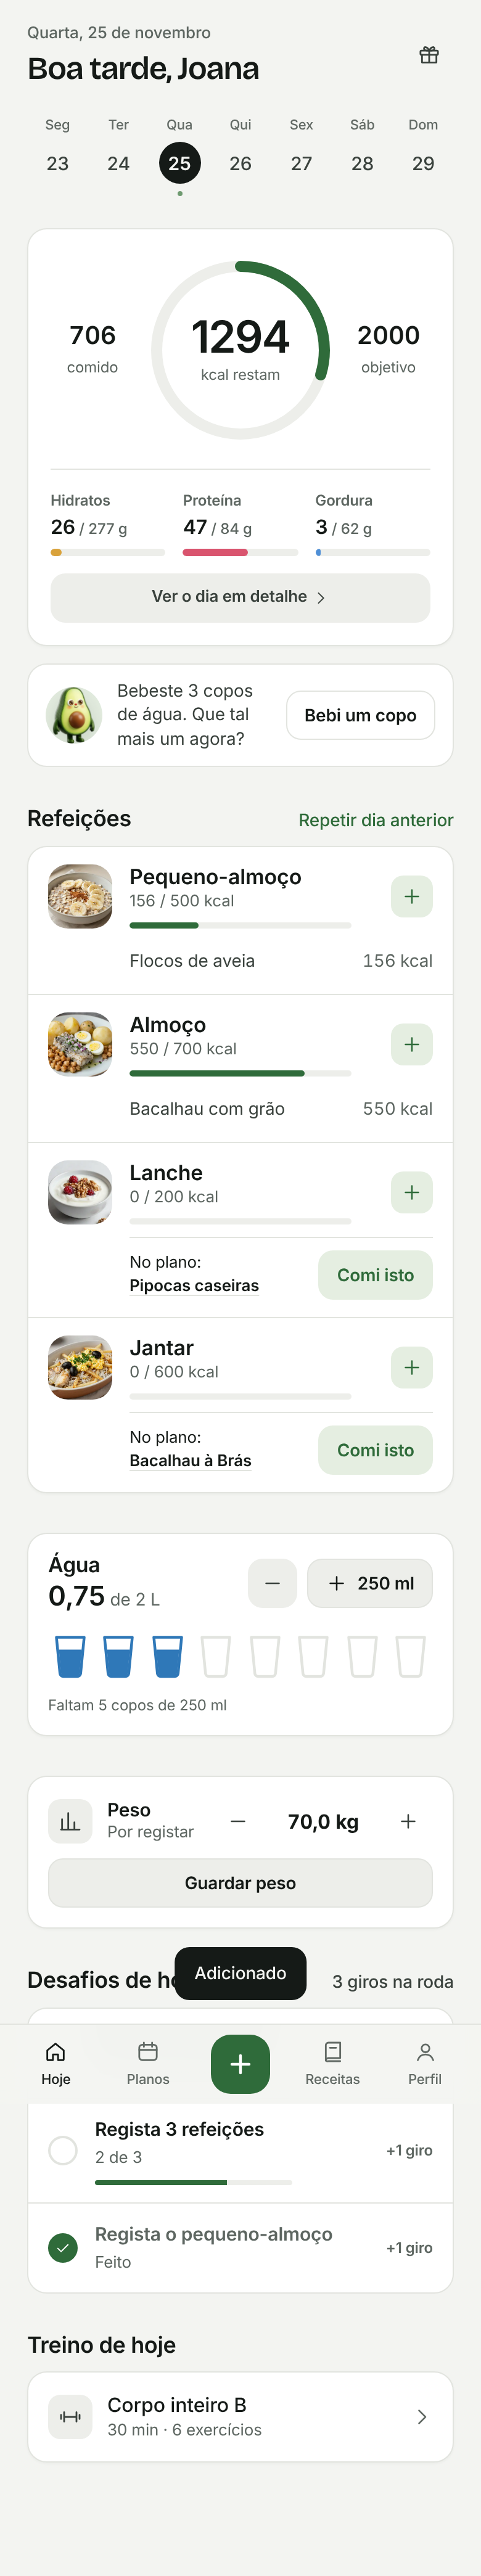 Quarta, 25 de novembro
Boa tarde, Joana
Seg Ter Qua Qui Sex Sáb Dom
23 24 25 26 27 28 29
706
comido
1294
kcal restam
2000
objetivo
Hidratos Proteína Gordura
26 / 277 g 47 / 84 g 3 / 62 g
Ver o dia em detalhe
Bebeste 3 copos
de água. Que tal
mais um agora?
Bebi um copo
Refeições Repetir dia anterior
Pequeno-almoço
156 / 500 kcal
Flocos de aveia 156 kcal
Almoço
550 / 700 kcal
Bacalhau com grão 550 kcal
Lanche
0 / 200 kcal
No plano:
Pipocas caseiras
Comi isto
Jantar
0 / 600 kcal
No plano:
Bacalhau à Brás
Comi isto
Água
0,75 de 2 L
250 ml
Faltam 5 copos de 250 ml
Peso
Por registar
70,0 kg
Guardar peso
Desafios de 3 giros na roda
Adicionado
Hoje Planos Receitas Perfil
Regista 3 refeições
2 de 3
+1 giro
Regista o pequeno-almoço
Feito
+1 giro
Treino de hoje
Corpo inteiro B
30 min · 6 exercícios